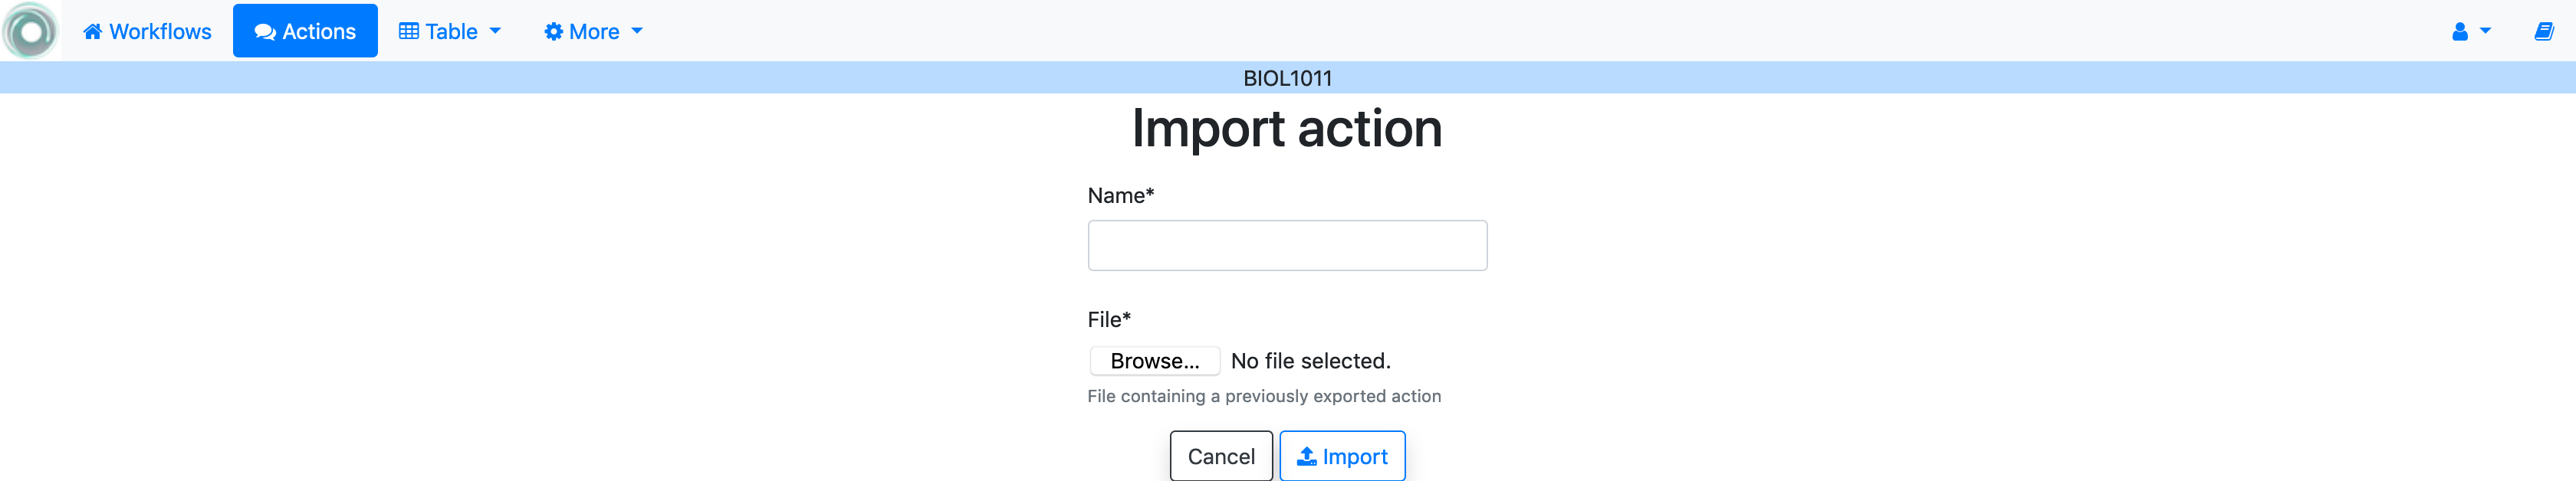 Workflows Actions Table More
BIOL1011
Import action
Name*
File*
Browse... No file selected.
File containing a previously exported action
Cancel Import